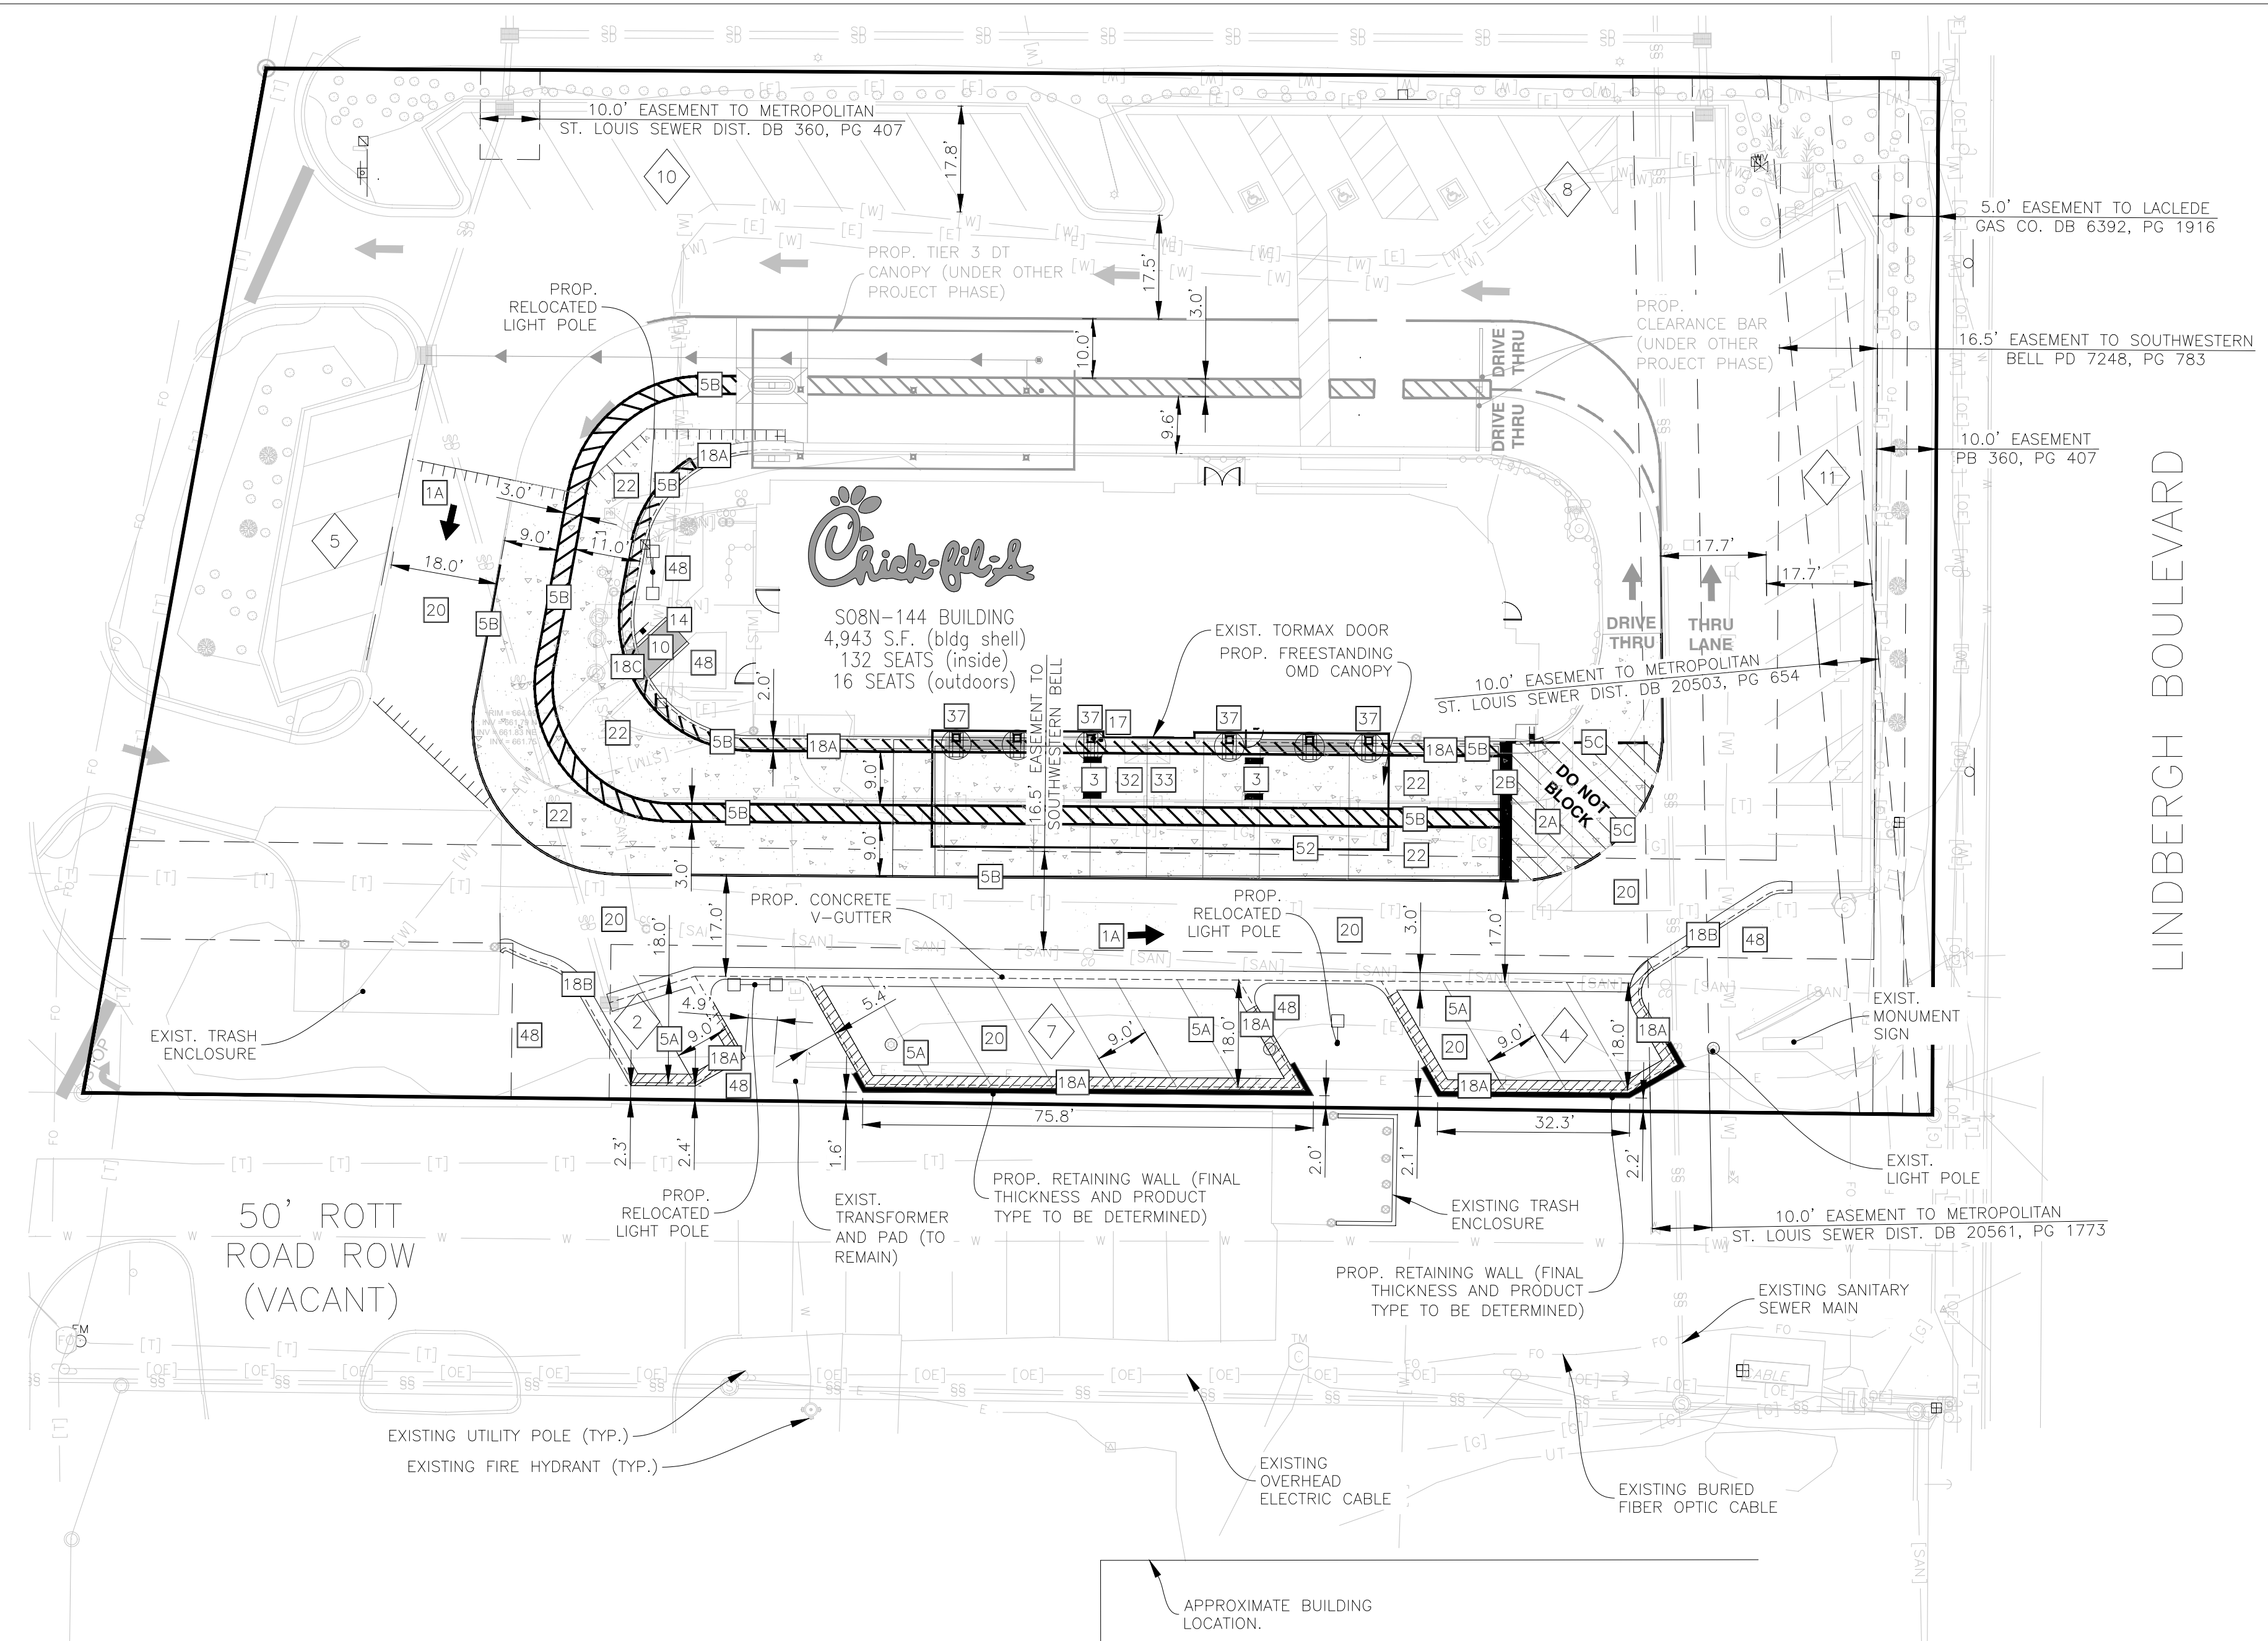 10.0' EASEMENT TO METROPOLITAN
ST. LOUIS SEWER DIST. DB 360, PG 407
17.8'
10
8
5.0' EASEMENT TO LACLEDE
GAS CO. DB 6392, PG 1916
PROP. TIER 3 DT
CANOPY (UNDER OTHER
PROJECT PHASE)
17.5'
3.0'
10.0'
9.6'
PROP.
RELOCATED
LIGHT POLE
PROP.
CLEARANCE BAR
(UNDER OTHER
PROJECT PHASE)
DRIVE
THRU
DRIVE
THRU
16.5' EASEMENT TO SOUTHWESTERN
BELL PD 7248, PG 783
10.0' EASEMENT
PB 360, PG 407
LINDBERGH BOULEVARD
5B
18A
22
5B
1A
3.0'
9.0'
11.0'
18.0'
5
11
17.7'
17.7'
20
5B
5B
48
14
10
18C
48
Chick-fil-A
S08N-144 BUILDING
4,943 S.F. (bldg shell)
132 SEATS (inside)
16 SEATS (outdoors)
EXIST. TORMAX DOOR
PROP. FREESTANDING
OMD CANOPY
DRIVE
THRU
THRU
LANE
10.0' EASEMENT TO METROPOLITAN
ST. LOUIS SEWER DIST. DB 20503, PG 654
16.5' EASEMENT TO
SOUTHWESTERN BELL
2.0'
37
37
17
37
37
22
5B
18A
18A
5B
5C
9.0'
3
32
33
3
22
2B
DO NOT
BLOCK
2A
5C
22
5B
5B
9.0'
3.0'
52
22
5B
20
20
18.0'
17.0'
PROP. CONCRETE
V-GUTTER
1A
PROP.
RELOCATED
LIGHT POLE
20
3.0'
17.0'
18B
48
18B
EXIST. TRASH
ENCLOSURE
48
2
4.9'
5A
9.0'
18A
48
5.4'
5A
20
7
9.0'
5A
18.0'
18A
48
5A
20
9.0'
4
18.0'
18A
EXIST.
MONUMENT
SIGN
STOP
18A
18A
75.8'
32.3'
2.3'
2.4'
1.6'
2.0'
2.1'
2.2'
50' ROTT
ROAD ROW
(VACANT)
PROP.
RELOCATED
LIGHT POLE
EXIST.
TRANSFORMER
AND PAD (TO
REMAIN)
PROP. RETAINING WALL (FINAL
THICKNESS AND PRODUCT
TYPE TO BE DETERMINED)
EXISTING TRASH
ENCLOSURE
EXIST.
LIGHT POLE
10.0' EASEMENT TO METROPOLITAN
ST. LOUIS SEWER DIST. DB 20561, PG 1773
PROP. RETAINING WALL (FINAL
THICKNESS AND PRODUCT
TYPE TO BE DETERMINED)
EXISTING SANITARY
SEWER MAIN
CABLE
EXISTING UTILITY POLE (TYP.)
EXISTING FIRE HYDRANT (TYP.)
EXISTING
OVERHEAD
ELECTRIC CABLE
EXISTING BURIED
FIBER OPTIC CABLE
APPROXIMATE BUILDING
LOCATION.